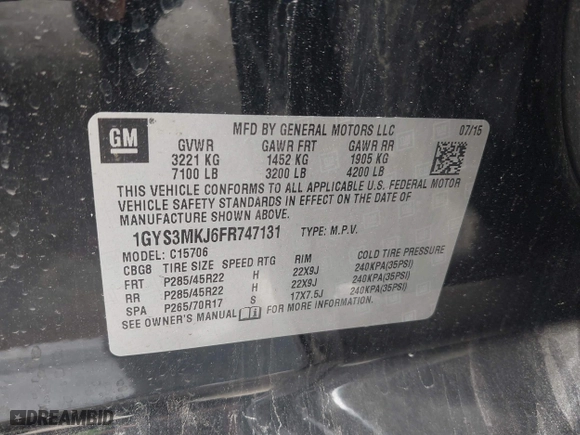 GM
MFD BY GENERAL MOTORS LLC 07/15
GVWR GAWR FRT GAWR RR
3221 KG 1452 KG 1905 KG
7100 LB 3200 LB 4200 LB
THIS VEHICLE CONFORMS TO ALL APPLICABLE U.S. FEDERAL MOTOR
VEHICLE SAFETY STANDARDS IN EFFECT ON THE DATE OF
MANUFACTURE SHOWN ABOVE.
1GYS3MKJ6FR747131 TYPE: M.P.V.
MODEL: C15706
CBG8 TIRE SIZE SPEED RTG RIM COLD TIRE PRESSURE
FRT P285/45R22 H 22X9J 240KPA(35PSI)
RR P285/45R22 H 22X9J 240KPA(35PSI)
SPA P265/70R17 S 17X7.5J 240KPA(35PSI)
SEE OWNER'S MANUAL FOR MORE INFORMATION
DREAMBID